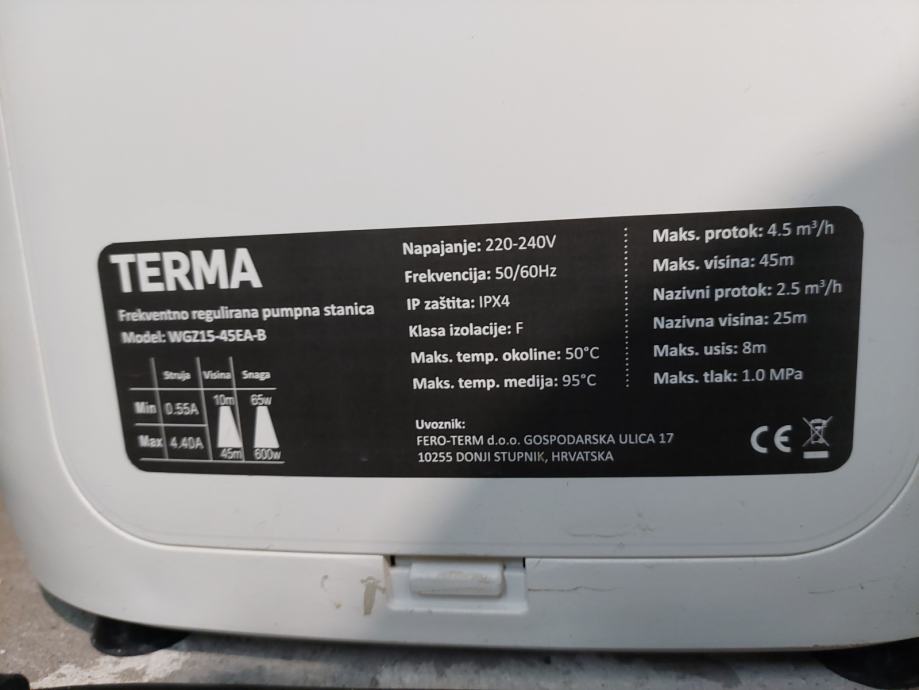 TERMA
Frekventno regulirana pumpna stanica
Model: WGZ15-45EA-B
Struja Visina Snaga
Min 0.55A 10m 65w
Max 4.40A 45m 600w
Napajanje: 220-240V
Frekvencija: 50/60Hz
IP zaštita: IPX4
Klasa izolacije: F
Maks. temp. okoline: 50°C
Maks. temp. medija: 95°C
Uvoznik:
FERO-TERM d.o.o. GOSPODARSKA ULICA 17
10255 DONJI STUPNIK, HRVATSKA
Maks. protok: 4.5 m³/h
Maks. visina: 45m
Nazivni protok: 2.5 m³/h
Nazivna visina: 25m
Maks. usis: 8m
Maks. tlak: 1.0 MPa
CE